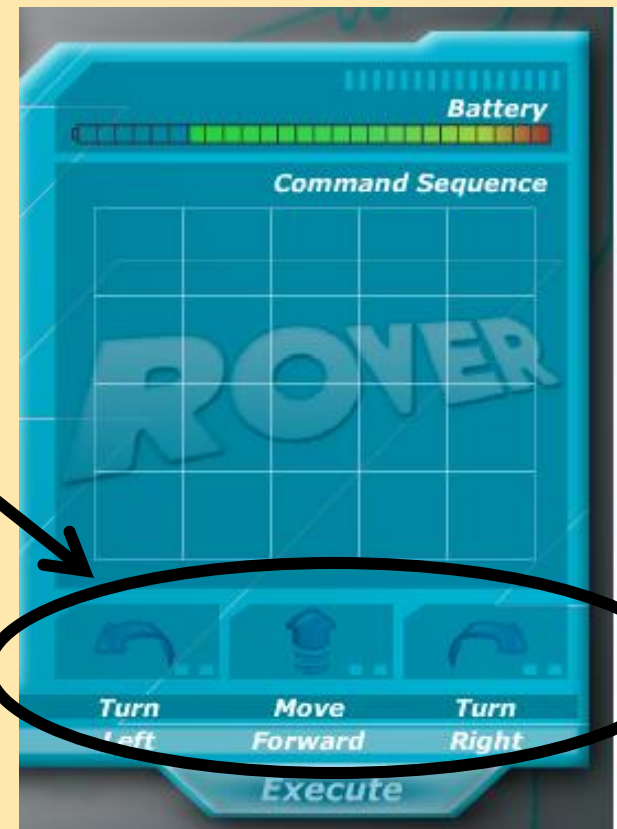 Battery
Command Sequence
ROVER
Turn Move Turn
Left Forward Right
Execute